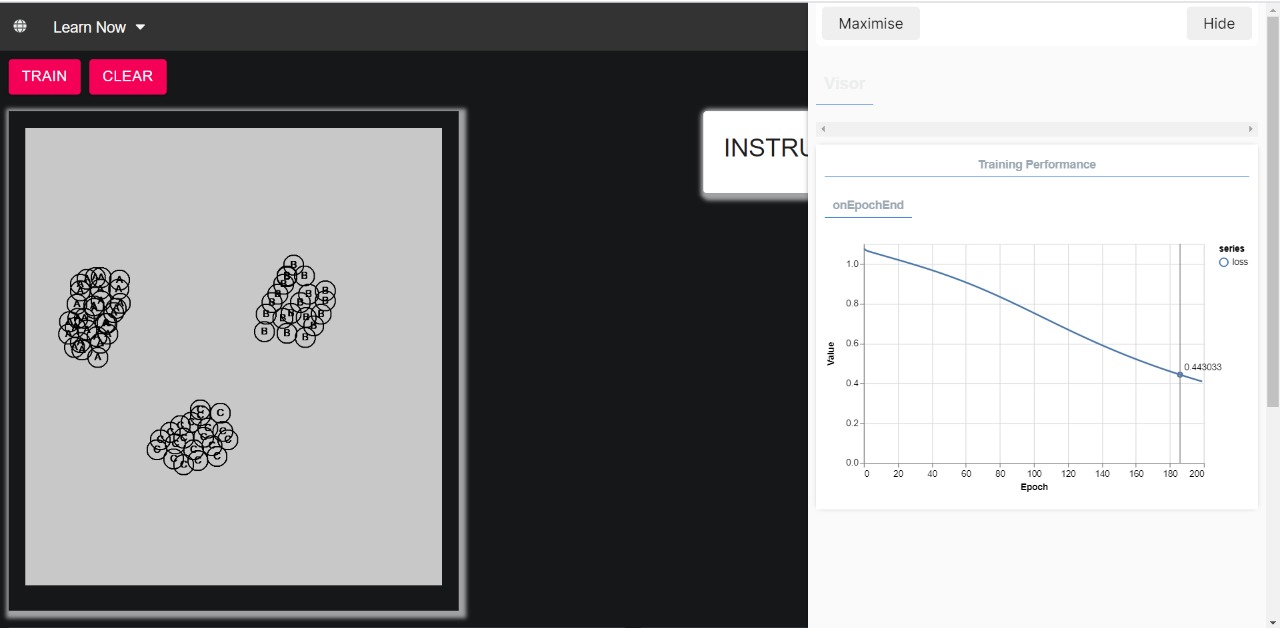 Learn Now
Maximise
Hide
TRAIN
CLEAR
Visor
INSTRU
Training Performance
onEpochEnd
series
loss
1.0
0.8
0.6
0.4
0.2
0.0
Value
0.443033
0 20 40 60 80 100 120 140 160 180 200
Epoch
A
B
C